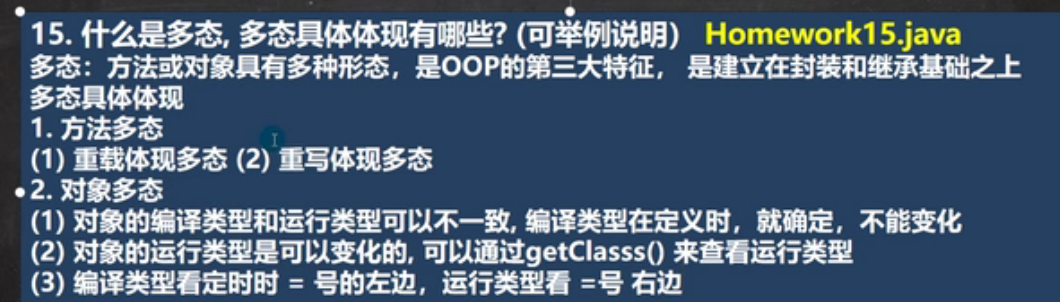 15. 什么是多态, 多态具体体现有哪些? (可举例说明) Homework15.java
多态：方法或对象具有多种形态，是OOP的第三大特征， 是建立在封装和继承基础之上
多态具体体现
1. 方法多态
(1) 重载体现多态 (2) 重写体现多态
2. 对象多态
(1) 对象的编译类型和运行类型可以不一致, 编译类型在定义时，就确定，不能变化
(2) 对象的运行类型是可以变化的, 可以通过getClasss() 来查看运行类型
(3) 编译类型看定时时 = 号的左边，运行类型看 =号 右边